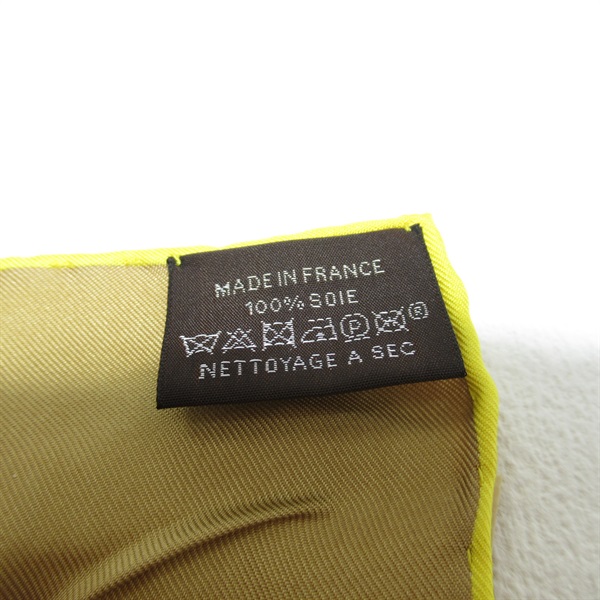 MADE IN FRANCE
100% SOIE
P ®
NETTOYAGE A SEC